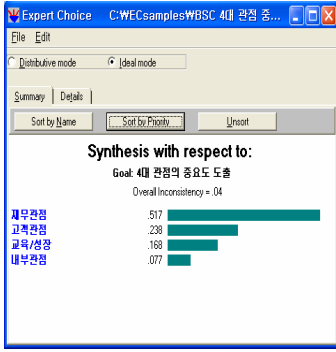 Expert Choice C:₩ECsamples₩BSC 4대 관점 중...
File Edit
Distributive mode Ideal mode
Summary Details
Sort by Name Sort by Priority Unsort
Synthesis with respect to:
Goal: 4대 관점의 중요도 도출
Overall Inconsistency = .04
재무관점 .517
고객관점 .238
교육/성장 .168
내부관점 .077